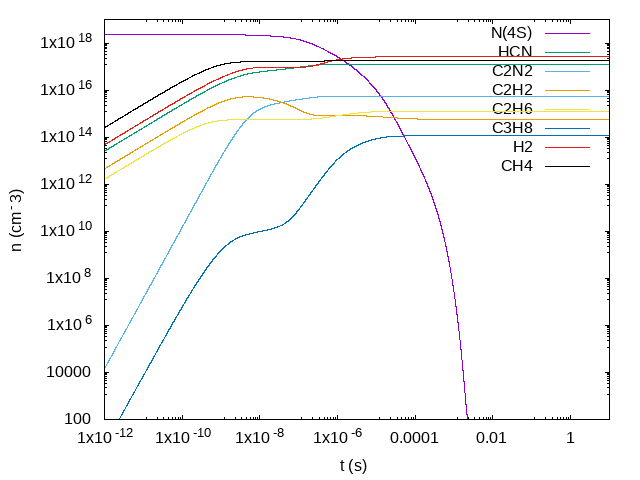 1x10^18
1x10^16
1x10^14
1x10^12
1x10^10
1x10^8
1x10^6
10000
100
n (cm^-3)
N(4S)
HCN
C2N2
C2H2
C2H6
C3H8
H2
CH4
1x10^-12
1x10^-10
1x10^-8
1x10^-6
0.0001
0.01
1
t (s)